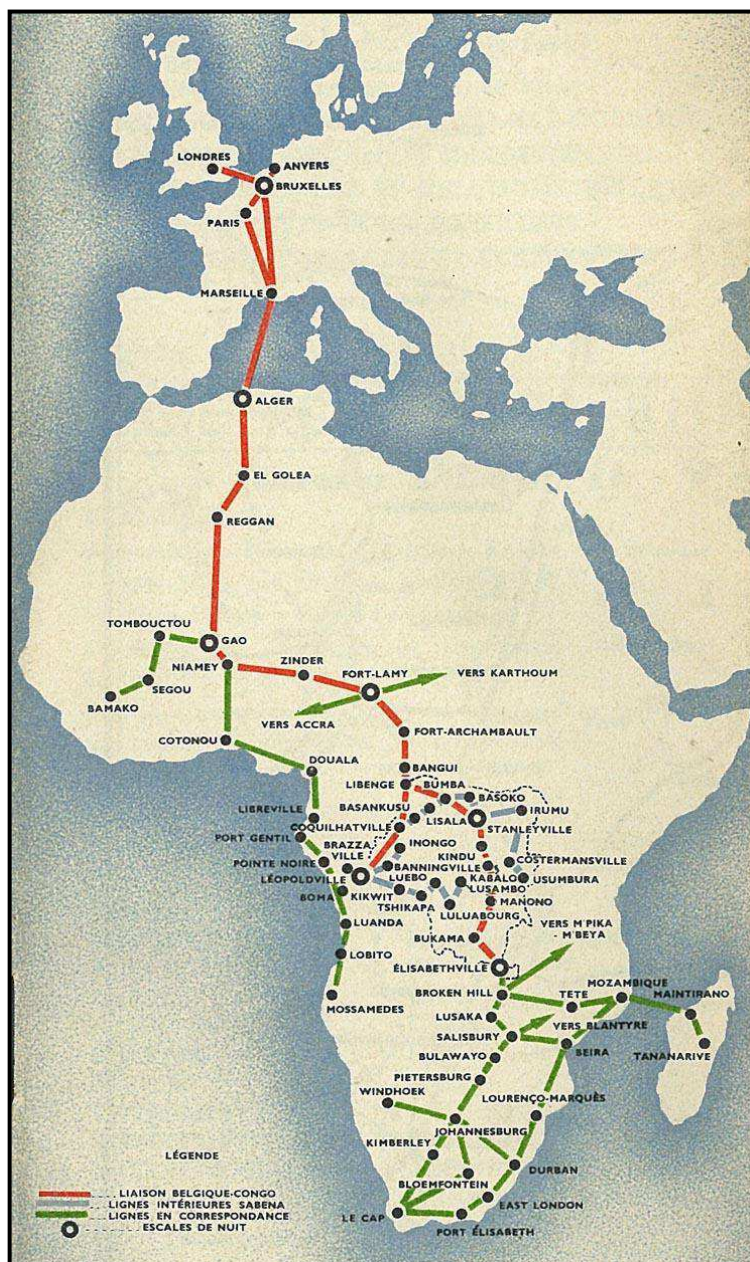 LONDRES
ANVERS
BRUXELLES
PARIS
MARSEILLE
ALGER
EL GOLEA
REGGAN
TOMBOUCTOU
GAO
NIAMEY
ZINDER
FORT-LAMY
VERS KARTHOUM
SEGOU
BAMAKO
VERS ACCRA
FORT-ARCHAMBAULT
COTONOU
DOUALA
BANGUI
LIBENGE
BUMBA
BASOKO
LIBREVILLE
BASANKUSU
LISALA
IRUMU
STANLEYVILLE
PORT GENTIL
COQUILHATVILLE
BRAZZA
VILLE
INONGO
KINDU
COSTERMANSVILLE
POINTE NOIRE
BANNINGVILLE
LÉOPOLDVILLE
LUEBO
KABALO
USUMBURA
BOMA
KIKWIT
LUSAMBO
TSHIKAPA
MANONO
LULUABOURG
LUANDA
VERS M'PIKA
- M'BEYA
BUKAMA
LOBITO
ÉLISABETHVILLE
MOZAMBIQUE
BROKEN HILL
TETE
MAINTIRANO
MOSSAMEDES
LUSAKA
VERS BLANTYRE
SALISBURY
BEIRA
TANANARIVE
BULAWAYO
PIETERSBURG
WINDHOEK
LOURENÇO-MARQUÈS
JOHANNESBURG
KIMBERLEY
DURBAN
BLOEMFONTEIN
EAST LONDON
LE CAP
PORT ÉLISABETH
LÉGENDE
LIAISON BELGIQUE-CONGO
LIGNES INTÉRIEURES SABENA
LIGNES EN CORRESPONDANCE
ESCALES DE NUIT